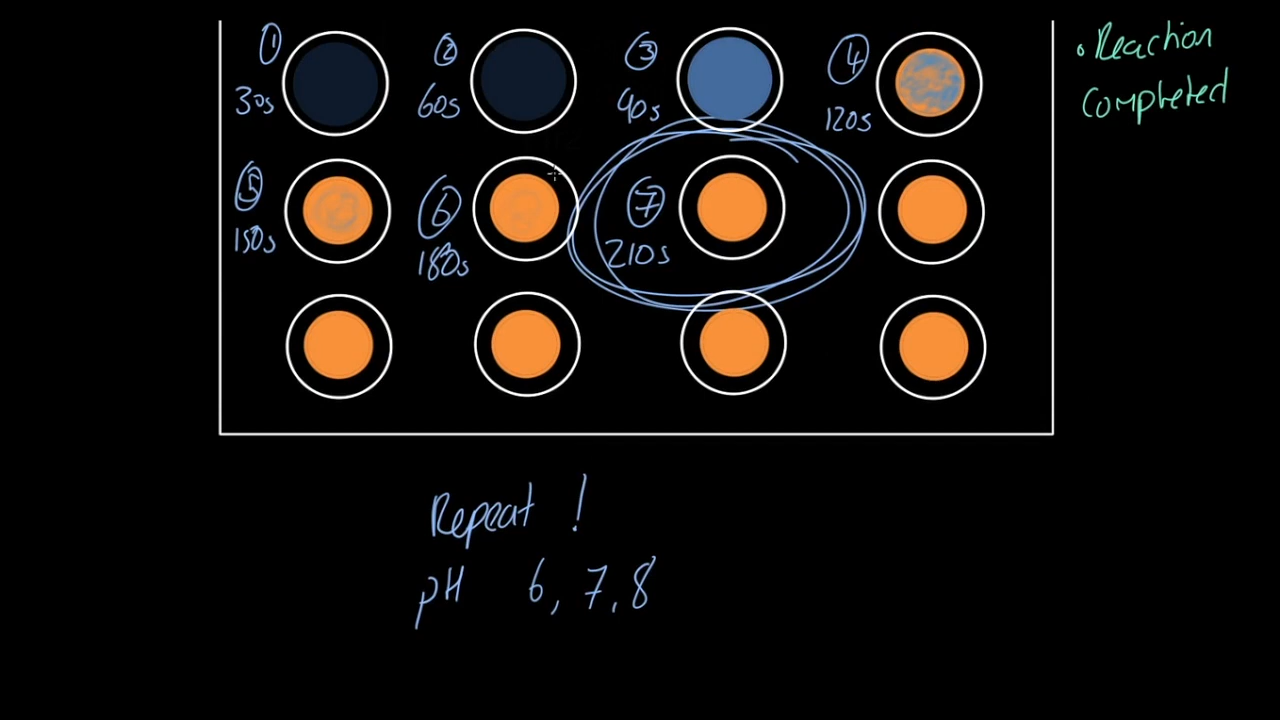 ① ② ③ ④
30s 60s 90s 120s
• Reaction
Completed
⑤ ⑥ ⑦
150s 180s 210s
Repeat !
pH 6, 7, 8